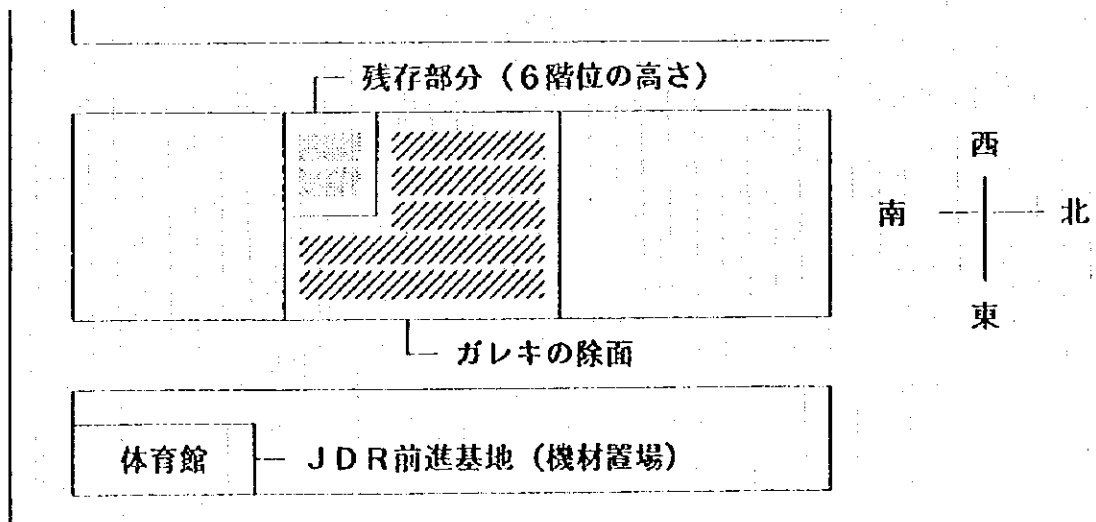 残存部分(6階位の高さ)
西
南
北
東
ガレキの除面
体育館
JDR前進基地(機材置場)